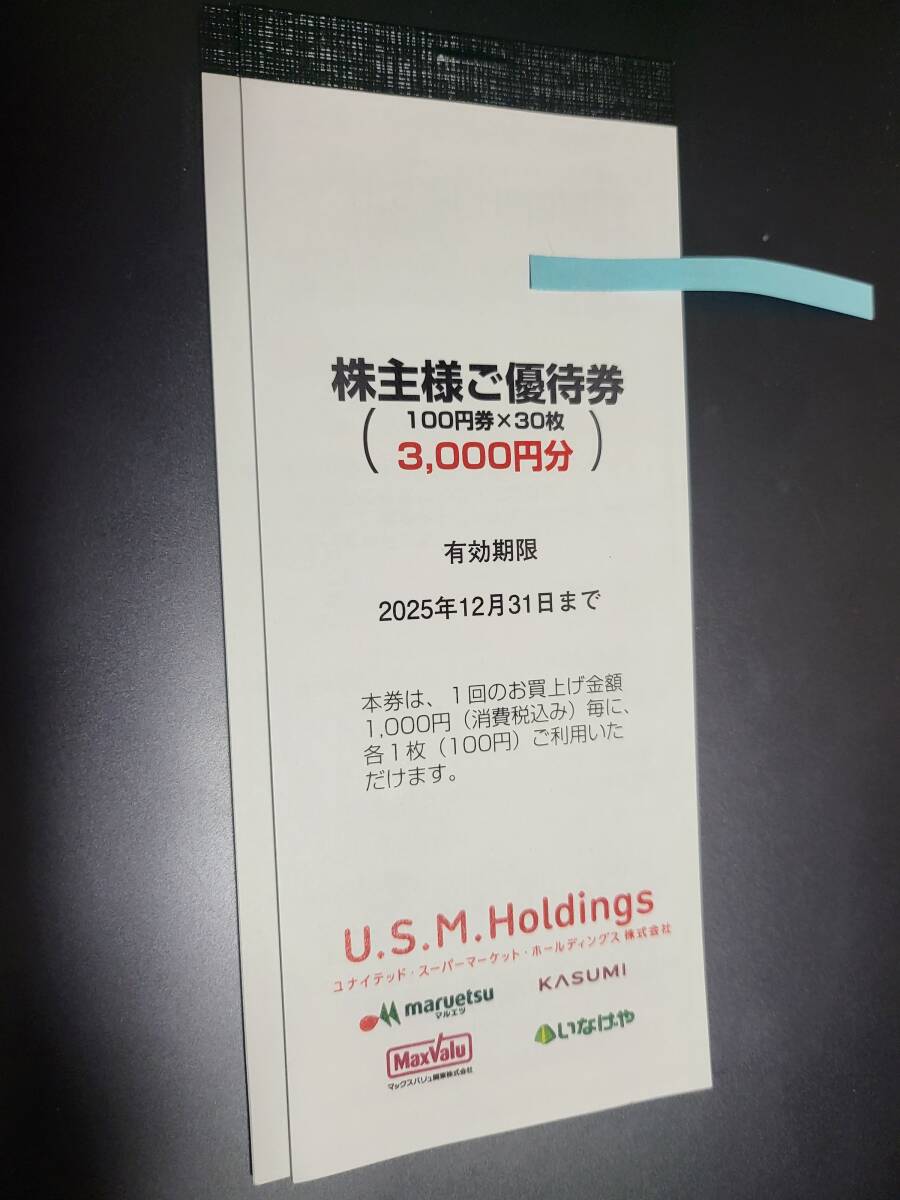 株主様ご優待券
100円券×30枚
3,000円分
有効期限
2025年12月31日まで
本券は、1回のお買上げ金額
1,000円(消費税込み)毎に、
各1枚(100円)ご利用いた
だけます。
U.S.M.Holdings
ユナイテッド・スーパーマーケット・ホールディングス 株式会社
maruetsu
マルエツ
KASUMI
MaxValu
マックスバリュ関東株式会社
いなげや